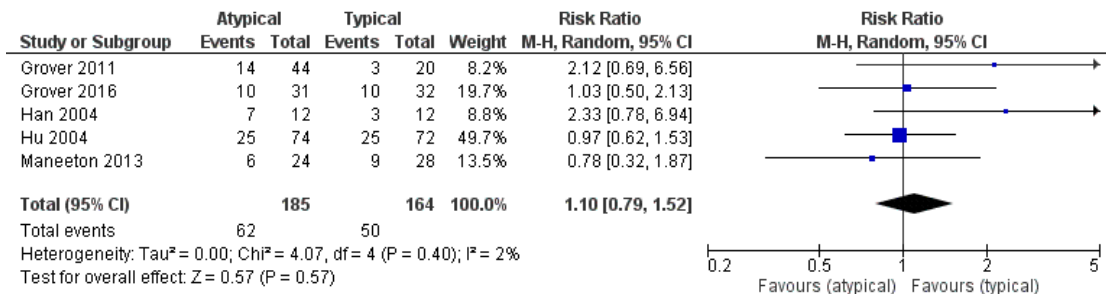 Atypical Typical Risk Ratio Risk Ratio
Study or Subgroup Events Total Events Total Weight M-H, Random, 95% CI M-H, Random, 95% CI
Grover 2011 14 44 3 20 8.2% 2.12 [0.69, 6.56]
Grover 2016 10 31 10 32 19.7% 1.03 [0.50, 2.13]
Han 2004 7 12 3 12 8.8% 2.33 [0.78, 6.94]
Hu 2004 25 74 25 72 49.7% 0.97 [0.62, 1.53]
Maneeton 2013 6 24 9 28 13.5% 0.78 [0.32, 1.87]
Total (95% CI) 185 164 100.0% 1.10 [0.79, 1.52]
Total events 62 50
Heterogeneity: Tau² = 0.00; Chi² = 4.07, df = 4 (P = 0.40); I² = 2%
Test for overall effect: Z = 0.57 (P = 0.57)
0.2 0.5 1 2 5
Favours (atypical) Favours (typical)